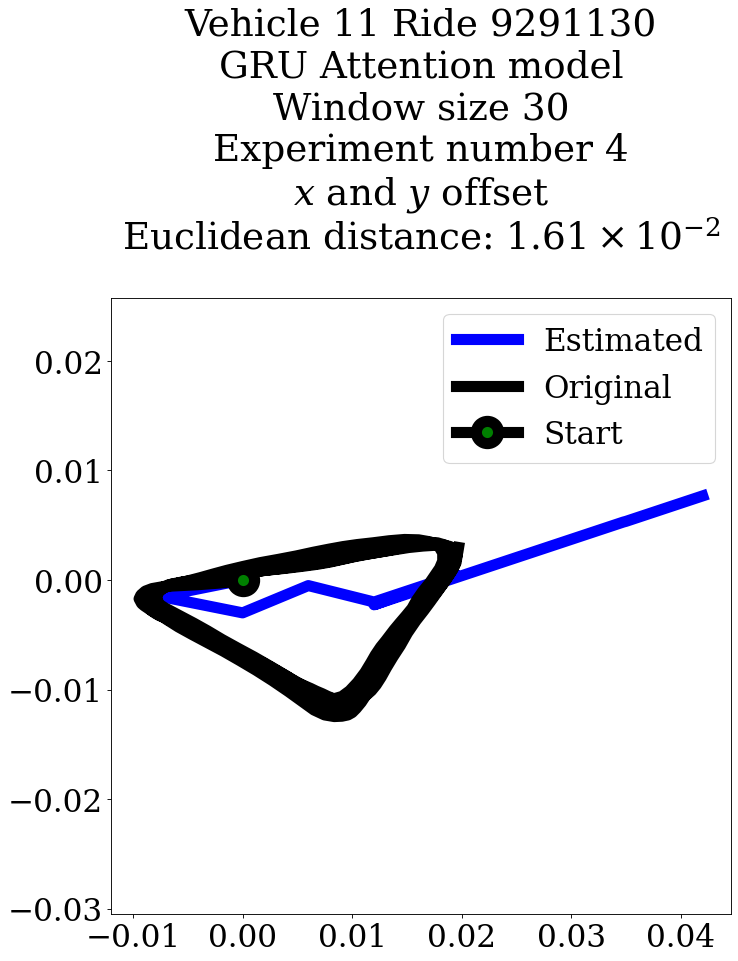 Vehicle 11 Ride 9291130
GRU Attention model
Window size 30
Experiment number 4
x and y offset
Euclidean distance: 1.61 × 10⁻²
Estimated
Original
Start
0.02
0.01
0.00
−0.01
−0.02
−0.03
−0.01 0.00 0.01 0.02 0.03 0.04